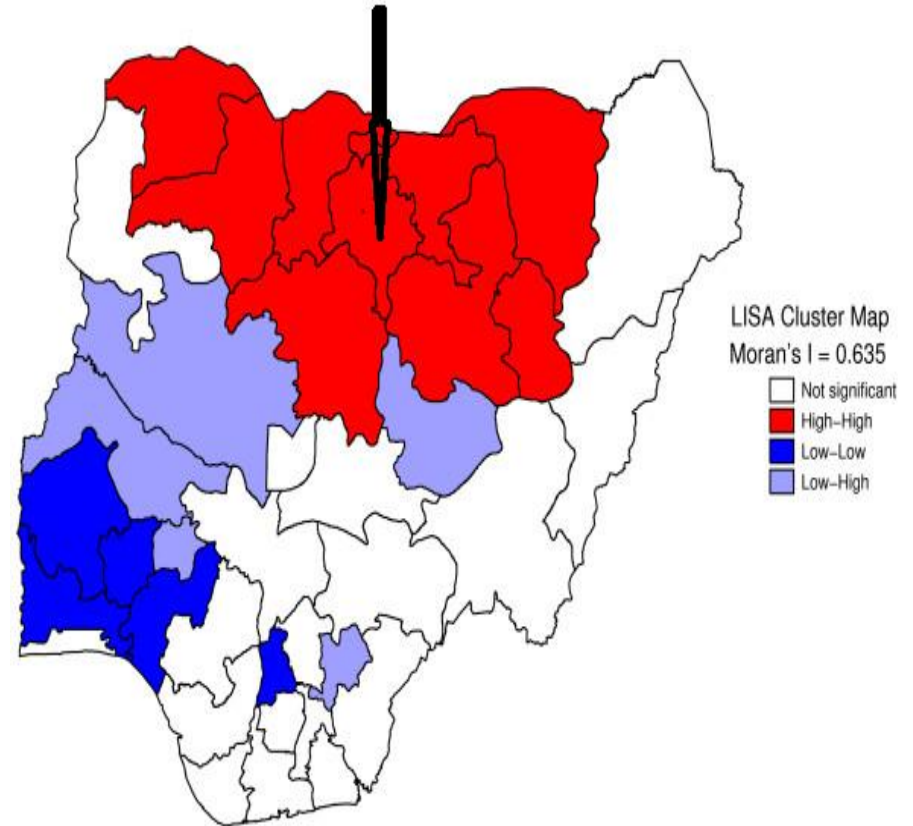 LISA Cluster Map
Moran's I = 0.635
Not significant
High−High
Low−Low
Low−High